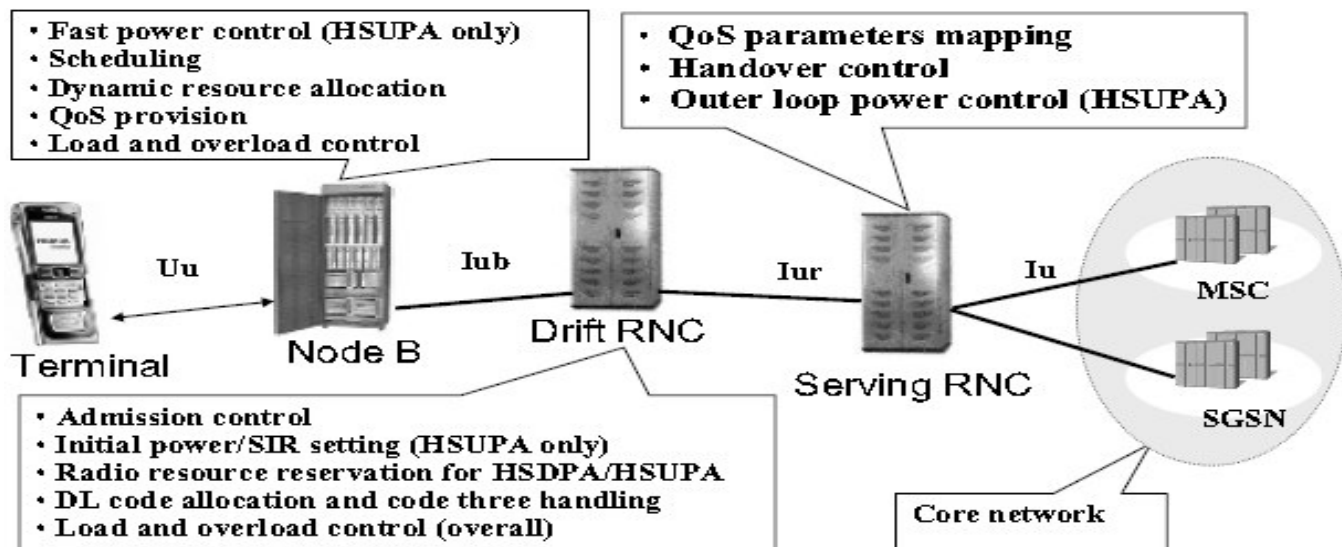 • Fast power control (HSUPA only)
• Scheduling
• Dynamic resource allocation
• QoS provision
• Load and overload control
• QoS parameters mapping
• Handover control
• Outer loop power control (HSUPA)
Uu
Iub
Iur
Iu
MSC
SGSN
Terminal
Node B
Drift RNC
Serving RNC
• Admission control
• Initial power/SIR setting (HSUPA only)
• Radio resource reservation for HSDPA/HSUPA
• DL code allocation and code three handling
• Load and overload control (overall)
Core network